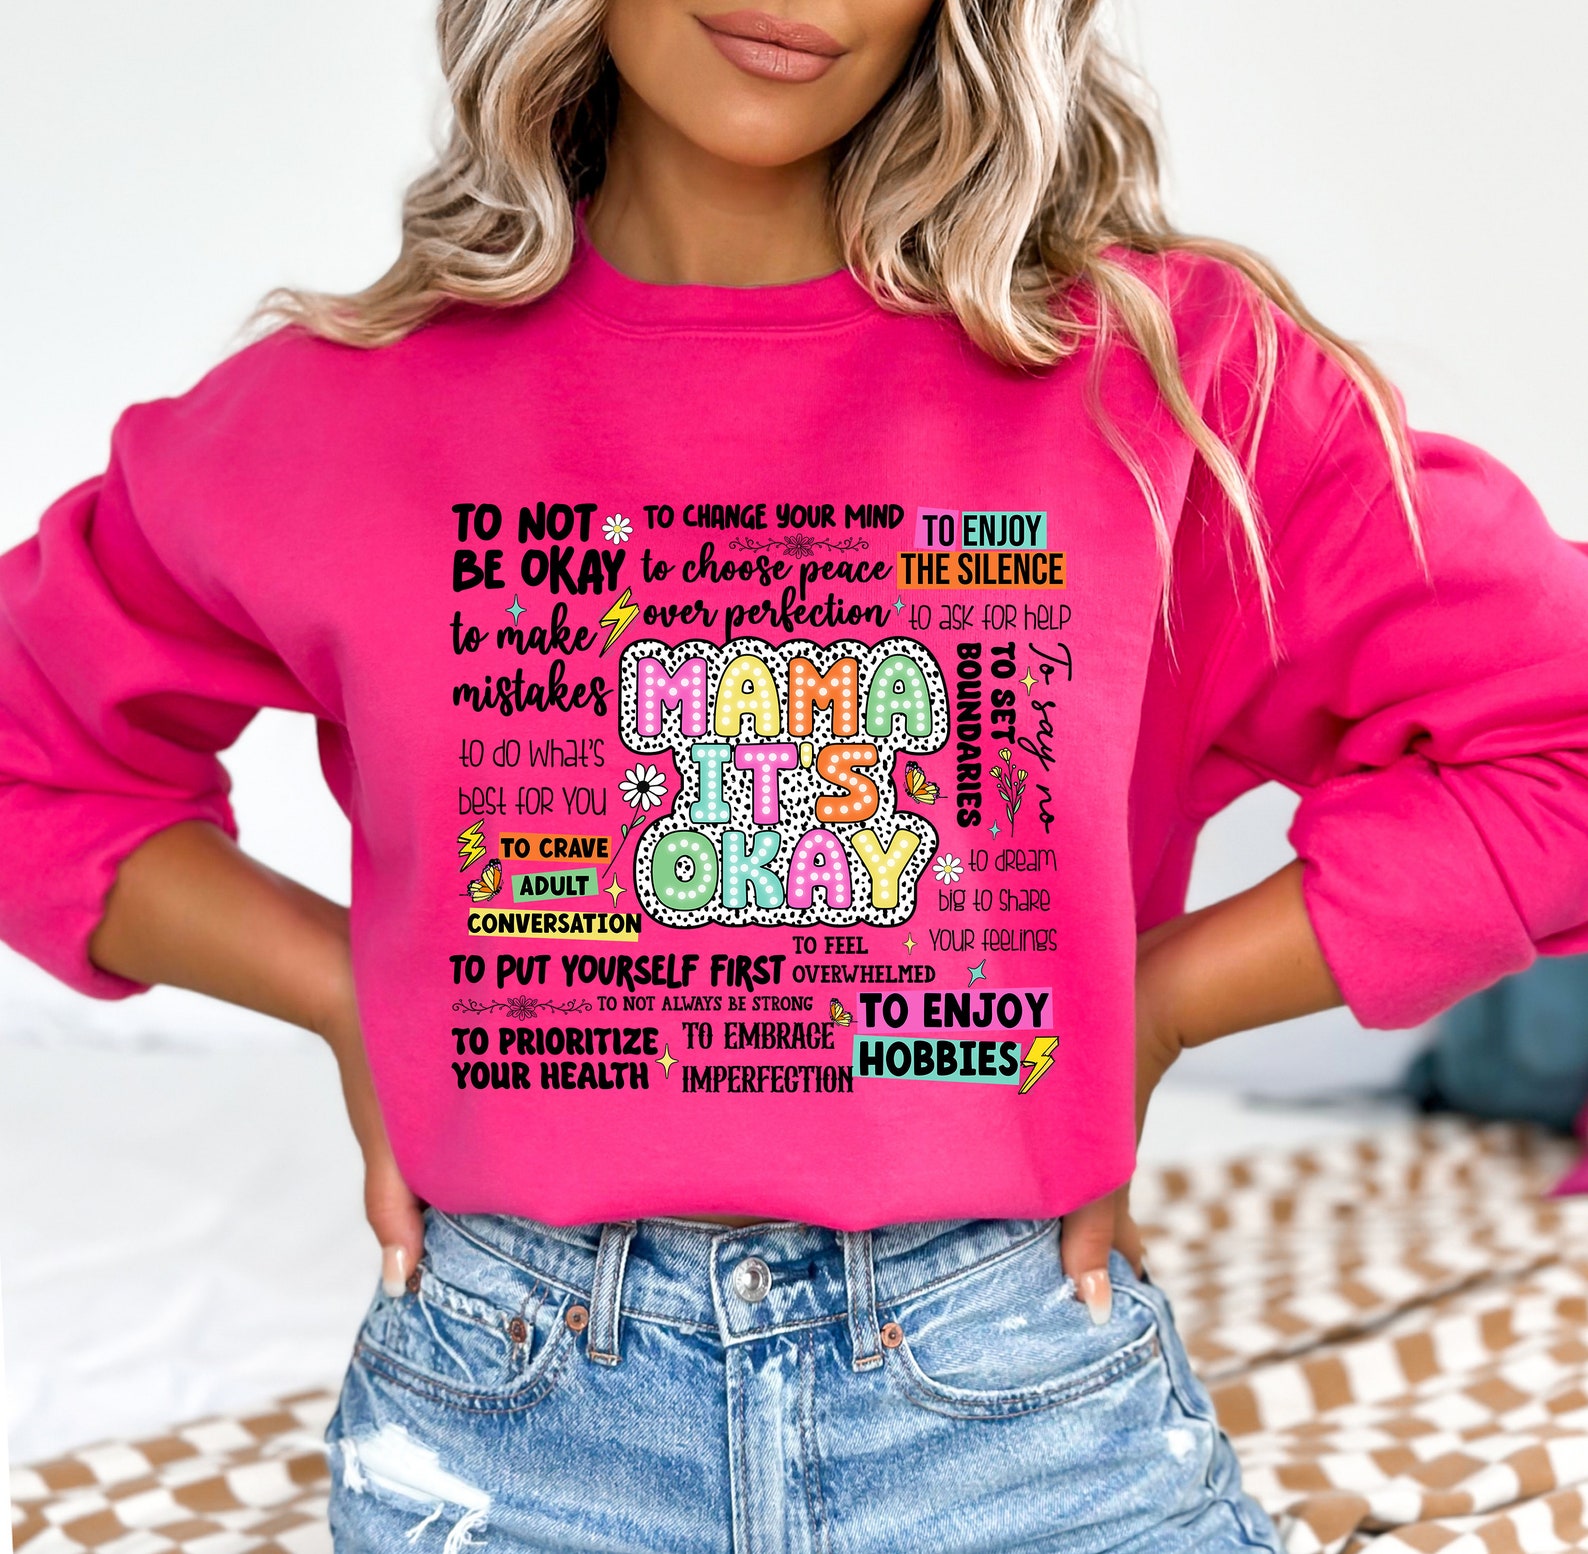 TO NOT
BE OKAY
to make
mistakes
to do what's
best for you
TO CRAVE
ADULT
CONVERSATION
TO CHANGE YOUR MIND
to choose peace
over perfection
TO ENJOY
THE SILENCE
to ask for help
MAMA
IT'S
OKAY
TO SET
BOUNDARIES
To say no
to dream
big to share
your feelings
TO PUT YOURSELF FIRST
TO FEEL
OVERWHELMED
TO NOT ALWAYS BE STRONG
TO PRIORITIZE
YOUR HEALTH
TO EMBRACE
IMPERFECTION
TO ENJOY
HOBBIES